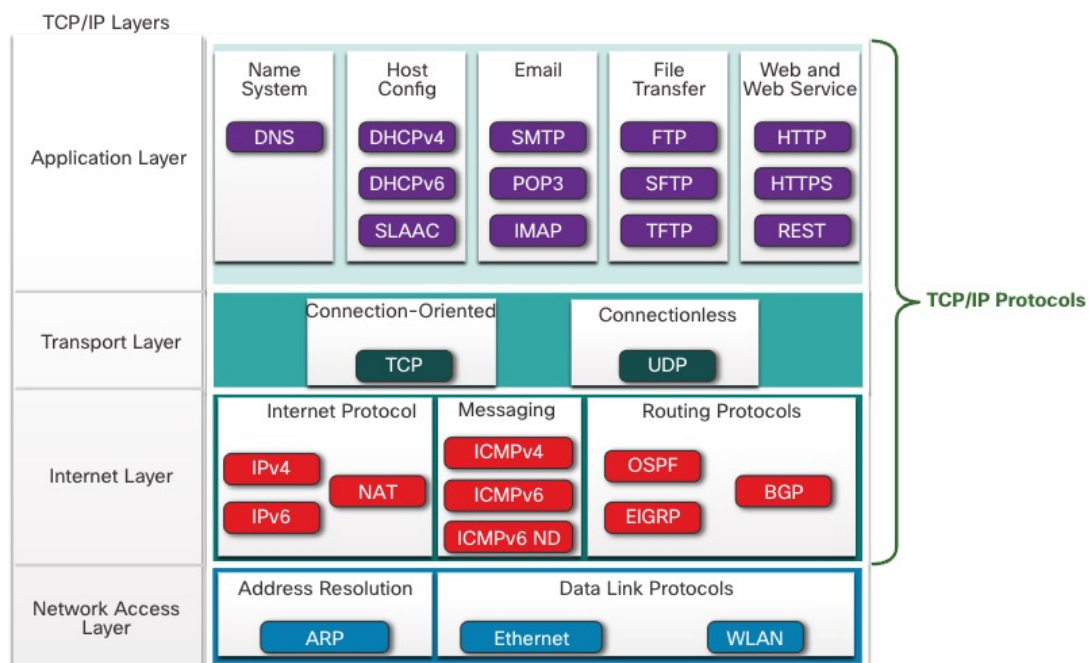 TCP/IP Layers
Application Layer
Name
System
DNS
Host
Config
DHCPv4
DHCPv6
SLAAC
Email
SMTP
POP3
IMAP
File
Transfer
FTP
SFTP
TFTP
Web and
Web Service
HTTP
HTTPS
REST
TCP/IP Protocols
Transport Layer
Connection-Oriented
TCP
Connectionless
UDP
Internet Layer
Internet Protocol
IPv4
IPv6
NAT
Messaging
ICMPv4
ICMPv6
ICMPv6 ND
Routing Protocols
OSPF
EIGRP
BGP
Network Access
Layer
Address Resolution
ARP
Data Link Protocols
Ethernet
WLAN